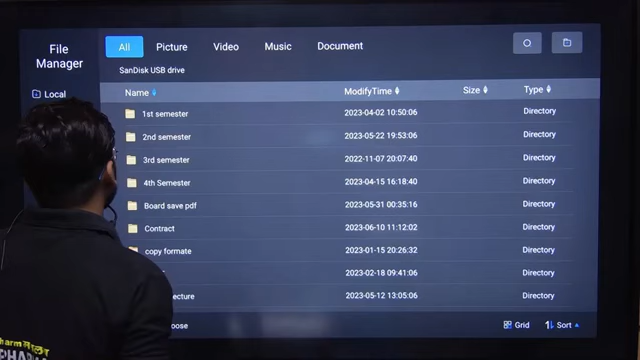 File Manager
All Picture Video Music Document
SanDisk USB drive
Local
Name ModifyTime Size Type
1st semester 2023-04-02 10:50:06 Directory
2nd semester 2023-05-22 19:53:06 Directory
3rd semester 2022-11-07 20:07:40 Directory
4th Semester 2023-04-15 16:18:40 Directory
Board save pdf 2023-05-31 00:35:16 Directory
Contract 2023-06-10 11:12:02 Directory
copy formate 2023-01-15 20:26:32 Directory
2023-02-18 09:41:06 Directory
ecture 2023-05-12 13:05:06 Directory
oose Grid Sort